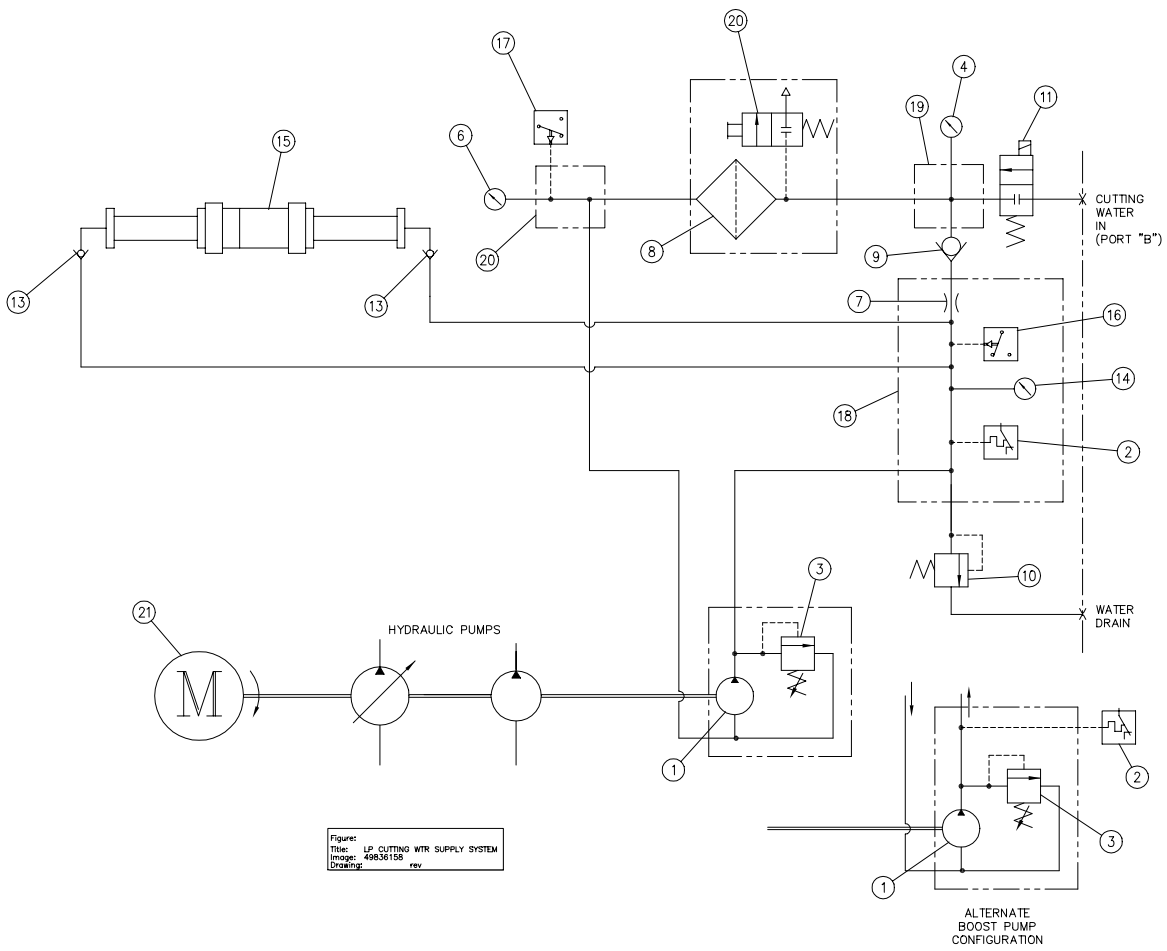 20
17
4
19
11
6
15
CUTTING
WATER
IN
(PORT "B")
8
20
9
13
13
7
16
14
18
2
10
3
WATER
DRAIN
21
HYDRAULIC PUMPS
M
1
2
3
1
Figure:
Title: LP CUTTING WTR SUPPLY SYSTEM
Image: 49836158
Drawing: rev
ALTERNATE
BOOST PUMP
CONFIGURATION